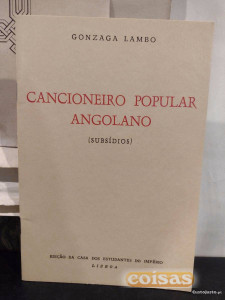 GONZAGA LAMBO
CANCIONEIRO POPULAR
ANGOLANO
(SUBSÍDIOS)
EDIÇÃO DA CASA DOS ESTUDANTES DO IMPÉRIO
LISBOA
coisas